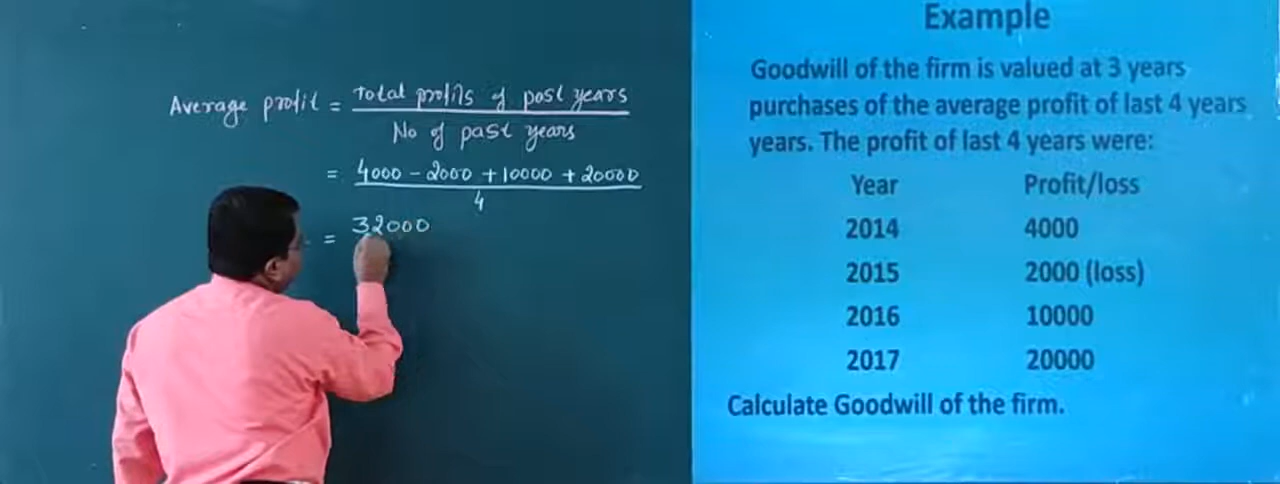 Average profit = Total profits of past years
No of past years
= 4000 - 2000 + 10000 + 20000
4
= 32000
Example
Goodwill of the firm is valued at 3 years
purchases of the average profit of last 4 years
years. The profit of last 4 years were:
Year Profit/loss
2014 4000
2015 2000 (loss)
2016 10000
2017 20000
Calculate Goodwill of the firm.